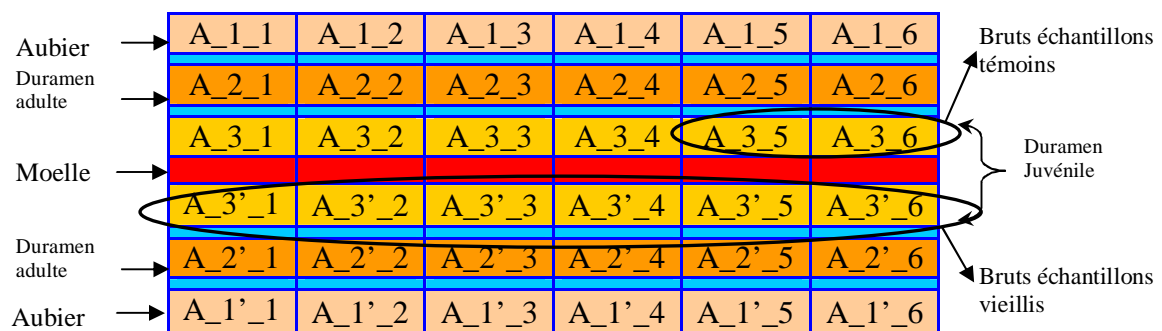 Aubier
A_1_1 A_1_2 A_1_3 A_1_4 A_1_5 A_1_6
Bruts échantillons
témoins
Duramen
adulte
A_2_1 A_2_2 A_2_3 A_2_4 A_2_5 A_2_6
A_3_1 A_3_2 A_3_3 A_3_4 A_3_5 A_3_6
Duramen
Juvénile
Moelle
A_3’_1 A_3’_2 A_3’_3 A_3’_4 A_3’_5 A_3’_6
Duramen
adulte
A_2’_1 A_2’_2 A_2’_3 A_2’_4 A_2’_5 A_2’_6
Bruts échantillons
vieillis
Aubier
A_1’_1 A_1’_2 A_1’_3 A_1’_4 A_1’_5 A_1’_6